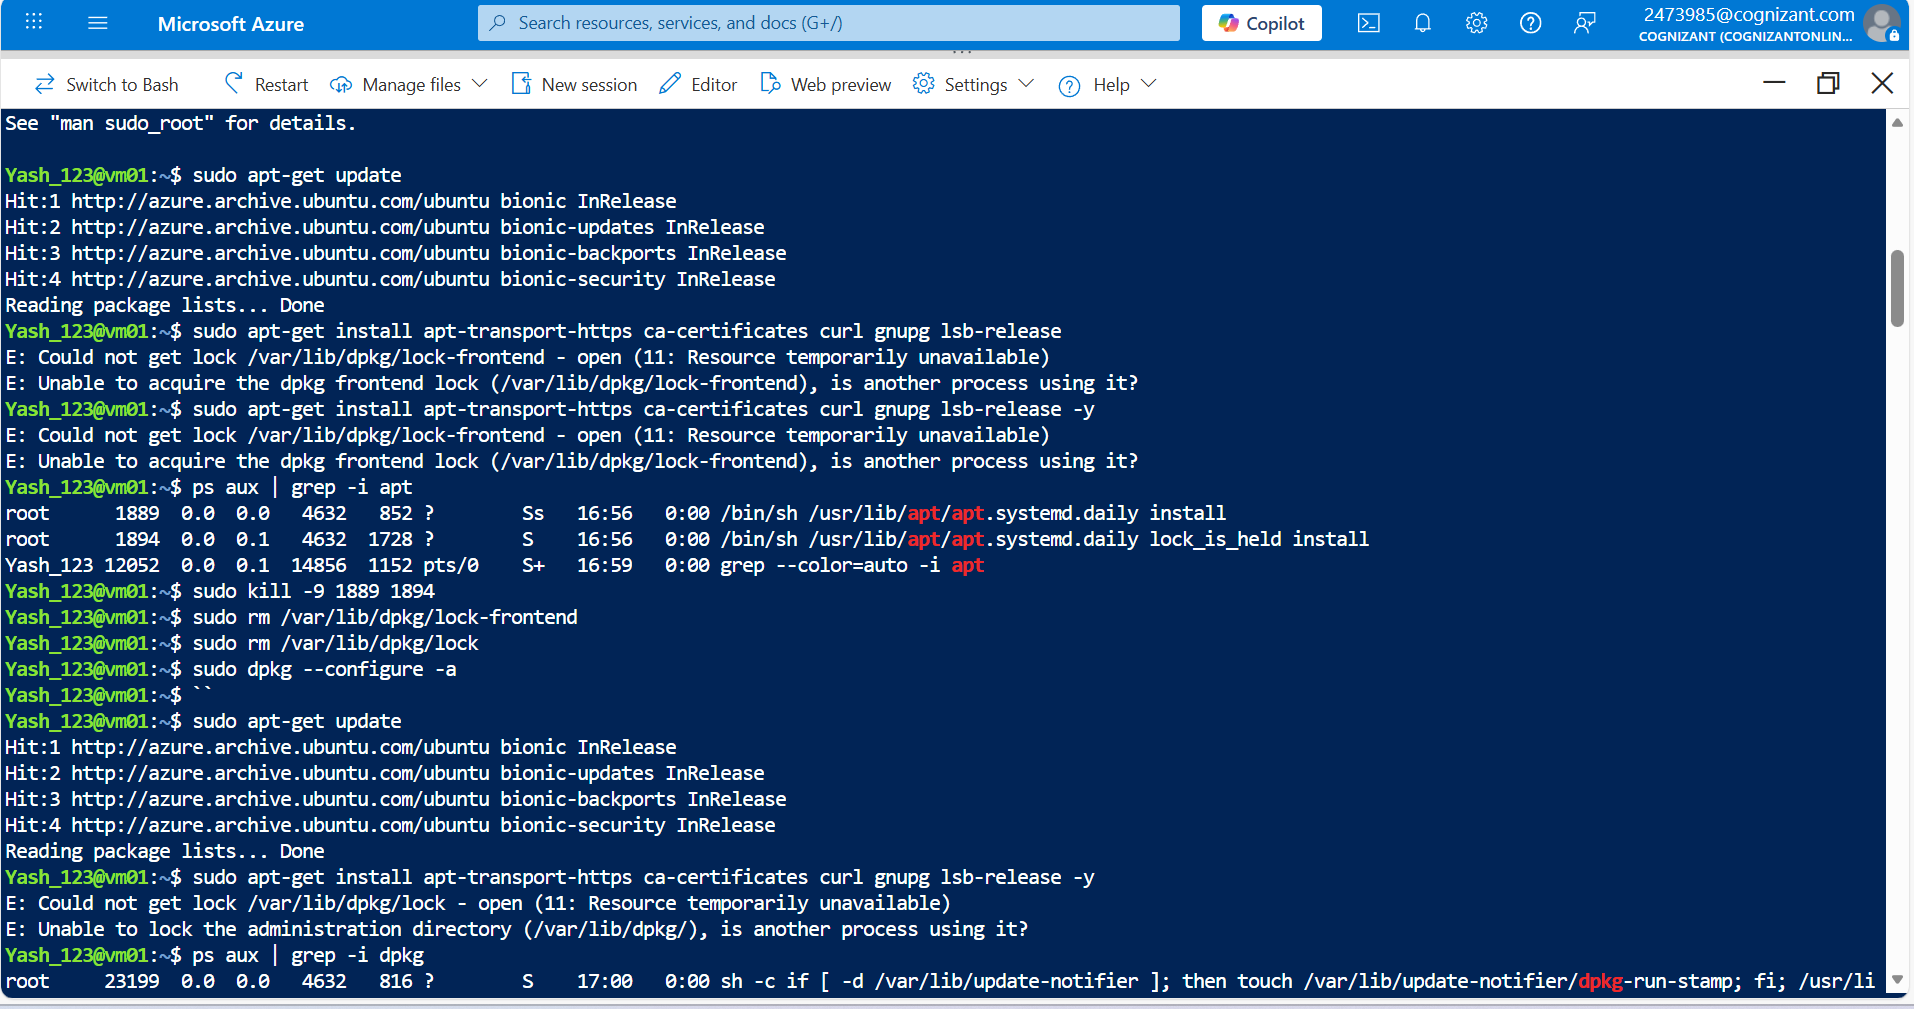 Microsoft Azure
Search resources, services, and docs (G+/)
Copilot
2473985@cognizant.com
COGNIZANT (COGNIZANTONLIN...
Switch to Bash
Restart
Manage files
New session
Editor
Web preview
Settings
Help
See "man sudo_root" for details.
Yash_123@vm01:~$ sudo apt-get update
Hit:1 http://azure.archive.ubuntu.com/ubuntu bionic InRelease
Hit:2 http://azure.archive.ubuntu.com/ubuntu bionic-updates InRelease
Hit:3 http://azure.archive.ubuntu.com/ubuntu bionic-backports InRelease
Hit:4 http://azure.archive.ubuntu.com/ubuntu bionic-security InRelease
Reading package lists... Done
Yash_123@vm01:~$ sudo apt-get install apt-transport-https ca-certificates curl gnupg lsb-release
E: Could not get lock /var/lib/dpkg/lock-frontend - open (11: Resource temporarily unavailable)
E: Unable to acquire the dpkg frontend lock (/var/lib/dpkg/lock-frontend), is another process using it?
Yash_123@vm01:~$ sudo apt-get install apt-transport-https ca-certificates curl gnupg lsb-release -y
E: Could not get lock /var/lib/dpkg/lock-frontend - open (11: Resource temporarily unavailable)
E: Unable to acquire the dpkg frontend lock (/var/lib/dpkg/lock-frontend), is another process using it?
Yash_123@vm01:~$ ps aux | grep -i apt
root      1889  0.0  0.0   4632   852 ?        Ss   16:56   0:00 /bin/sh /usr/lib/apt/apt.systemd.daily install
root      1894  0.0  0.1   4632  1728 ?        S    16:56   0:00 /bin/sh /usr/lib/apt/apt.systemd.daily lock_is_held install
Yash_123 12052  0.0  0.1  14856  1152 pts/0    S+   16:59   0:00 grep --color=auto -i apt
Yash_123@vm01:~$ sudo kill -9 1889 1894
Yash_123@vm01:~$ sudo rm /var/lib/dpkg/lock-frontend
Yash_123@vm01:~$ sudo rm /var/lib/dpkg/lock
Yash_123@vm01:~$ sudo dpkg --configure -a
Yash_123@vm01:~$ ``
Yash_123@vm01:~$ sudo apt-get update
Hit:1 http://azure.archive.ubuntu.com/ubuntu bionic InRelease
Hit:2 http://azure.archive.ubuntu.com/ubuntu bionic-updates InRelease
Hit:3 http://azure.archive.ubuntu.com/ubuntu bionic-backports InRelease
Hit:4 http://azure.archive.ubuntu.com/ubuntu bionic-security InRelease
Reading package lists... Done
Yash_123@vm01:~$ sudo apt-get install apt-transport-https ca-certificates curl gnupg lsb-release -y
E: Could not get lock /var/lib/dpkg/lock - open (11: Resource temporarily unavailable)
E: Unable to lock the administration directory (/var/lib/dpkg/), is another process using it?
Yash_123@vm01:~$ ps aux | grep -i dpkg
root     23199  0.0  0.0   4632   816 ?        S    17:00   0:00 sh -c if [ -d /var/lib/update-notifier ]; then touch /var/lib/update-notifier/dpkg-run-stamp; fi; /usr/li